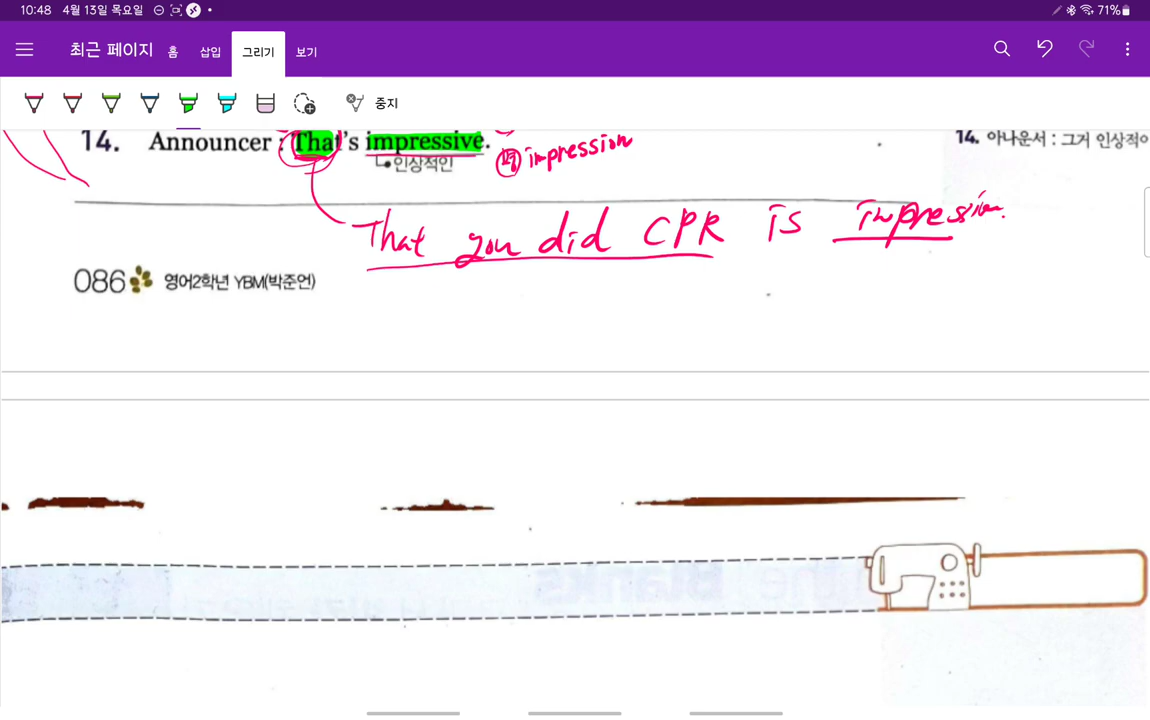 10:48 4월 13일 목요일 71%
최근 페이지 홈 삽입 그리기 보기
중지
14. Announcer : That's impressive.
인상적인
명 impression
14. 아나운서 : 그거 인상적이
That you did CPR is impression.
086 영어2학년 YBM(박준언)
Blanks